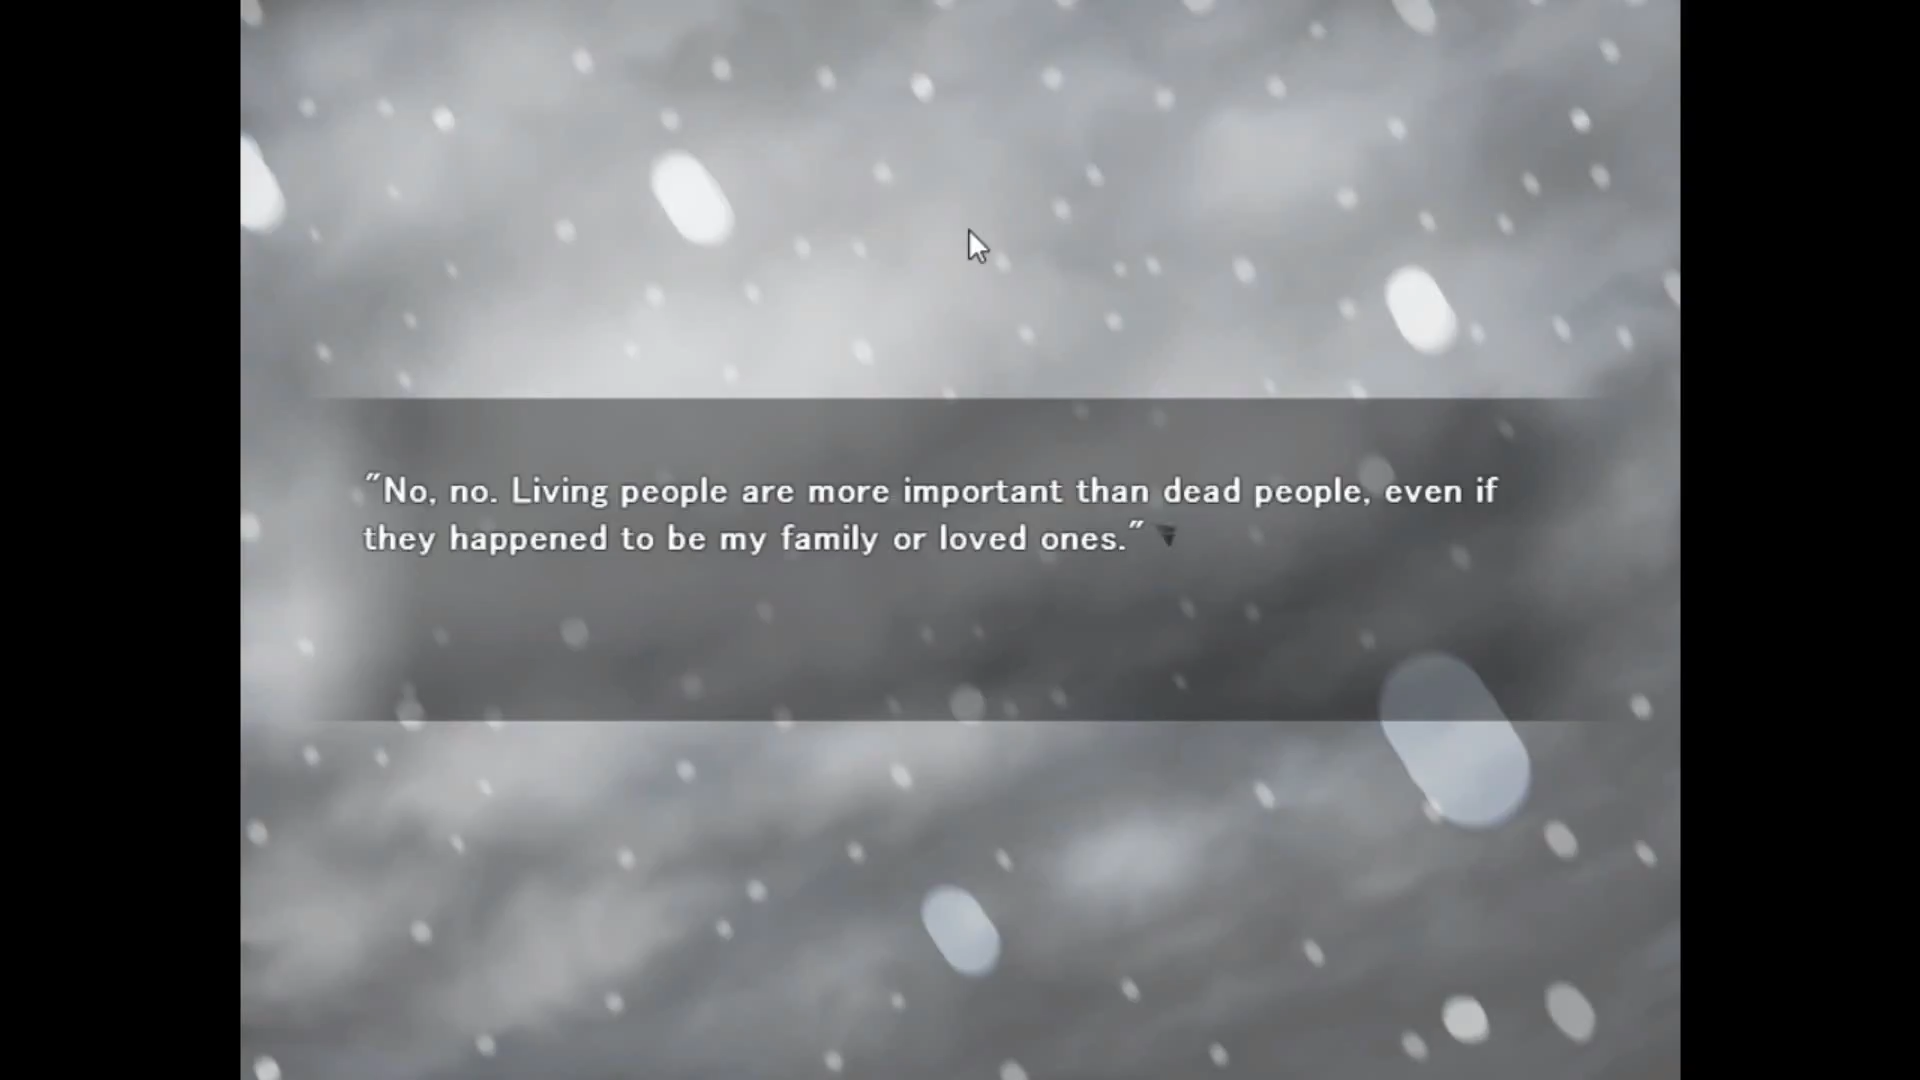 "No, no. Living people are more important than dead people, even if
they happened to be my family or loved ones."